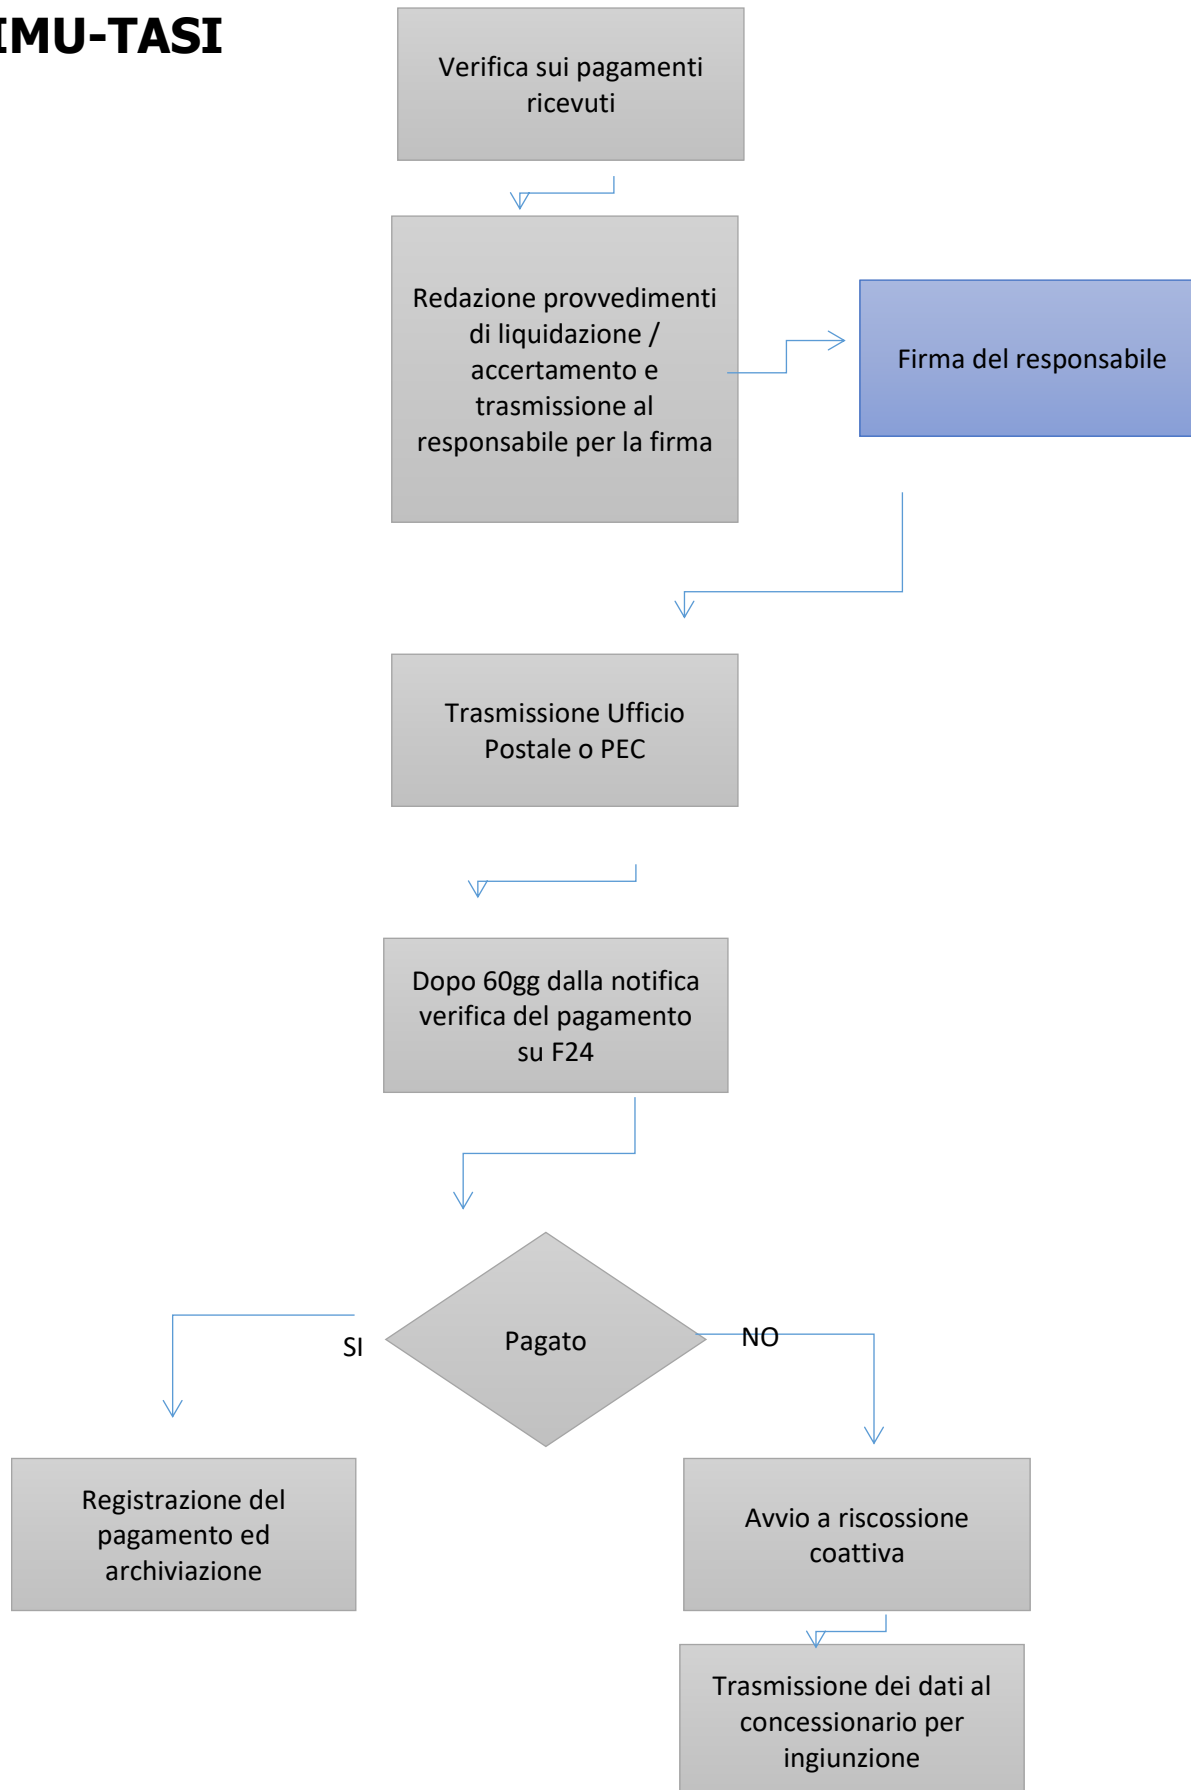 IMU-TASI
Verifica sui pagamenti
ricevuti
Redazione provvedimenti
di liquidazione /
accertamento e
trasmissione al
responsabile per la firma
Firma del responsabile
Trasmissione Ufficio
Postale o PEC
Dopo 60gg dalla notifica
verifica del pagamento
su F24
Pagato
SI
NO
Registrazione del
pagamento ed
archiviazione
Avvio a riscossione
coattiva
Trasmissione dei dati al
concessionario per
ingiunzione